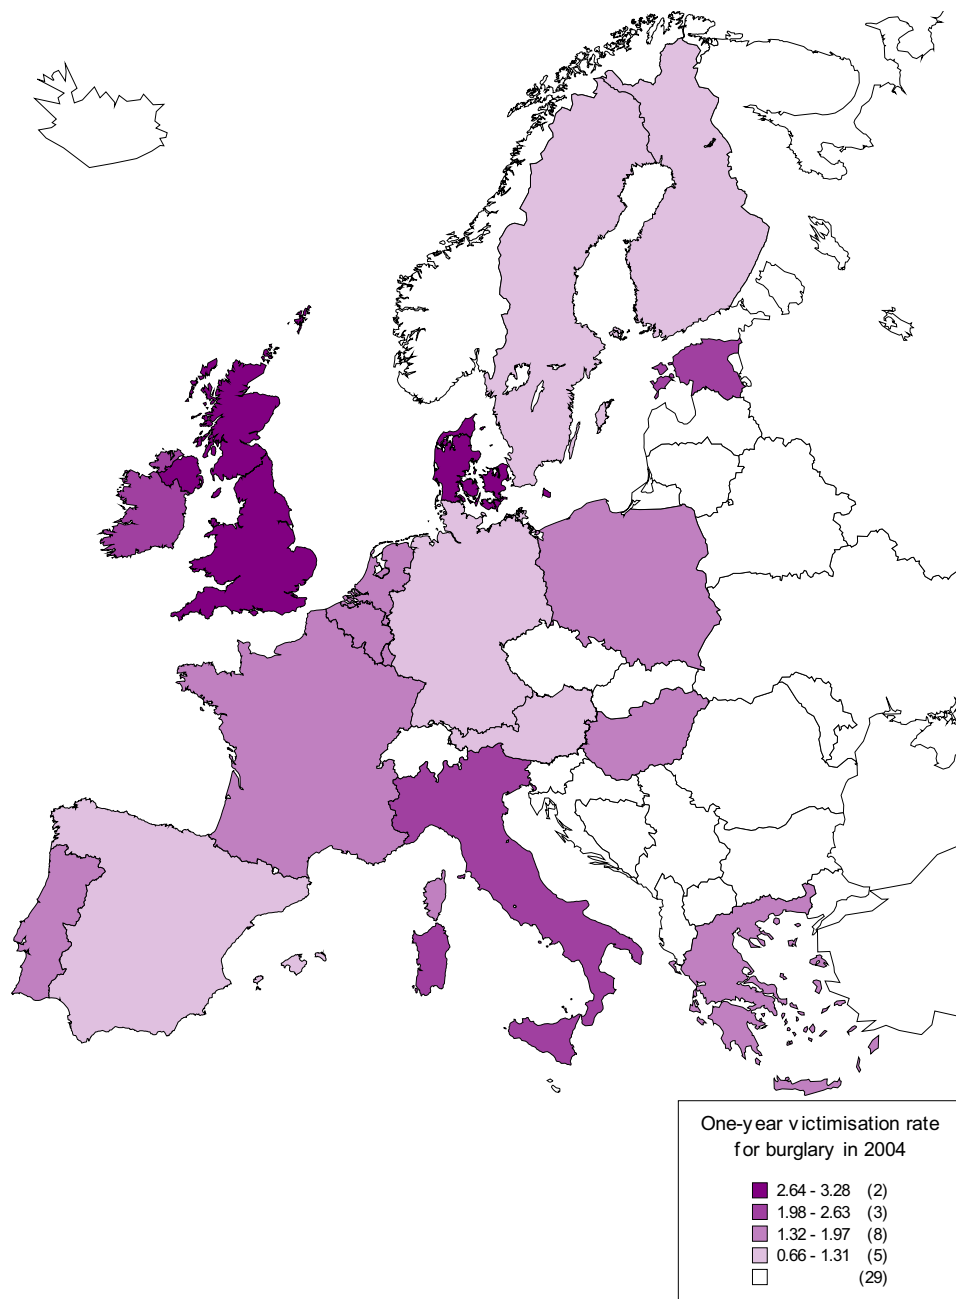 One-year victimisation rate
for burglary in 2004
2.64 - 3.28 (2)
1.98 - 2.63 (3)
1.32 - 1.97 (8)
0.66 - 1.31 (5)
(29)